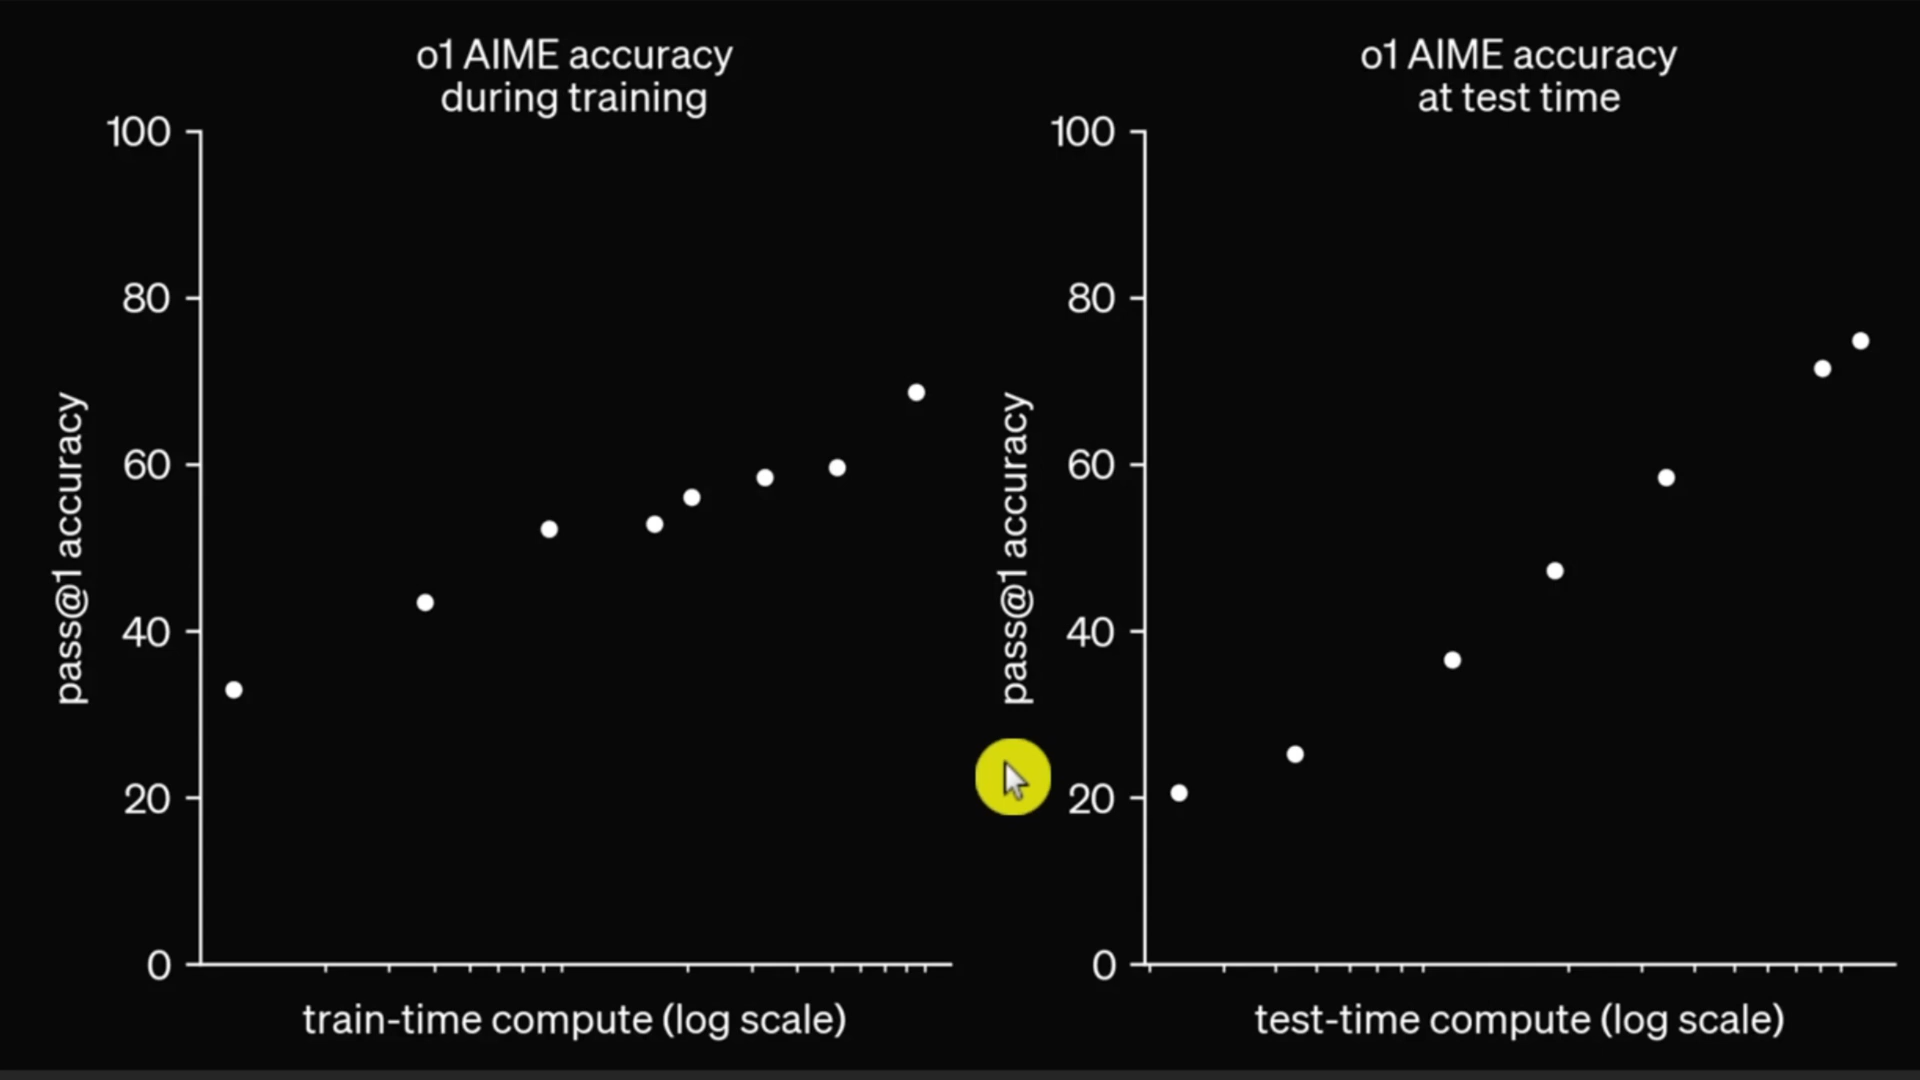 o1 AIME accuracy
during training
100
80
60
40
20
0
pass@1 accuracy
train-time compute (log scale)
o1 AIME accuracy
at test time
100
80
60
40
20
0
pass@1 accuracy
test-time compute (log scale)